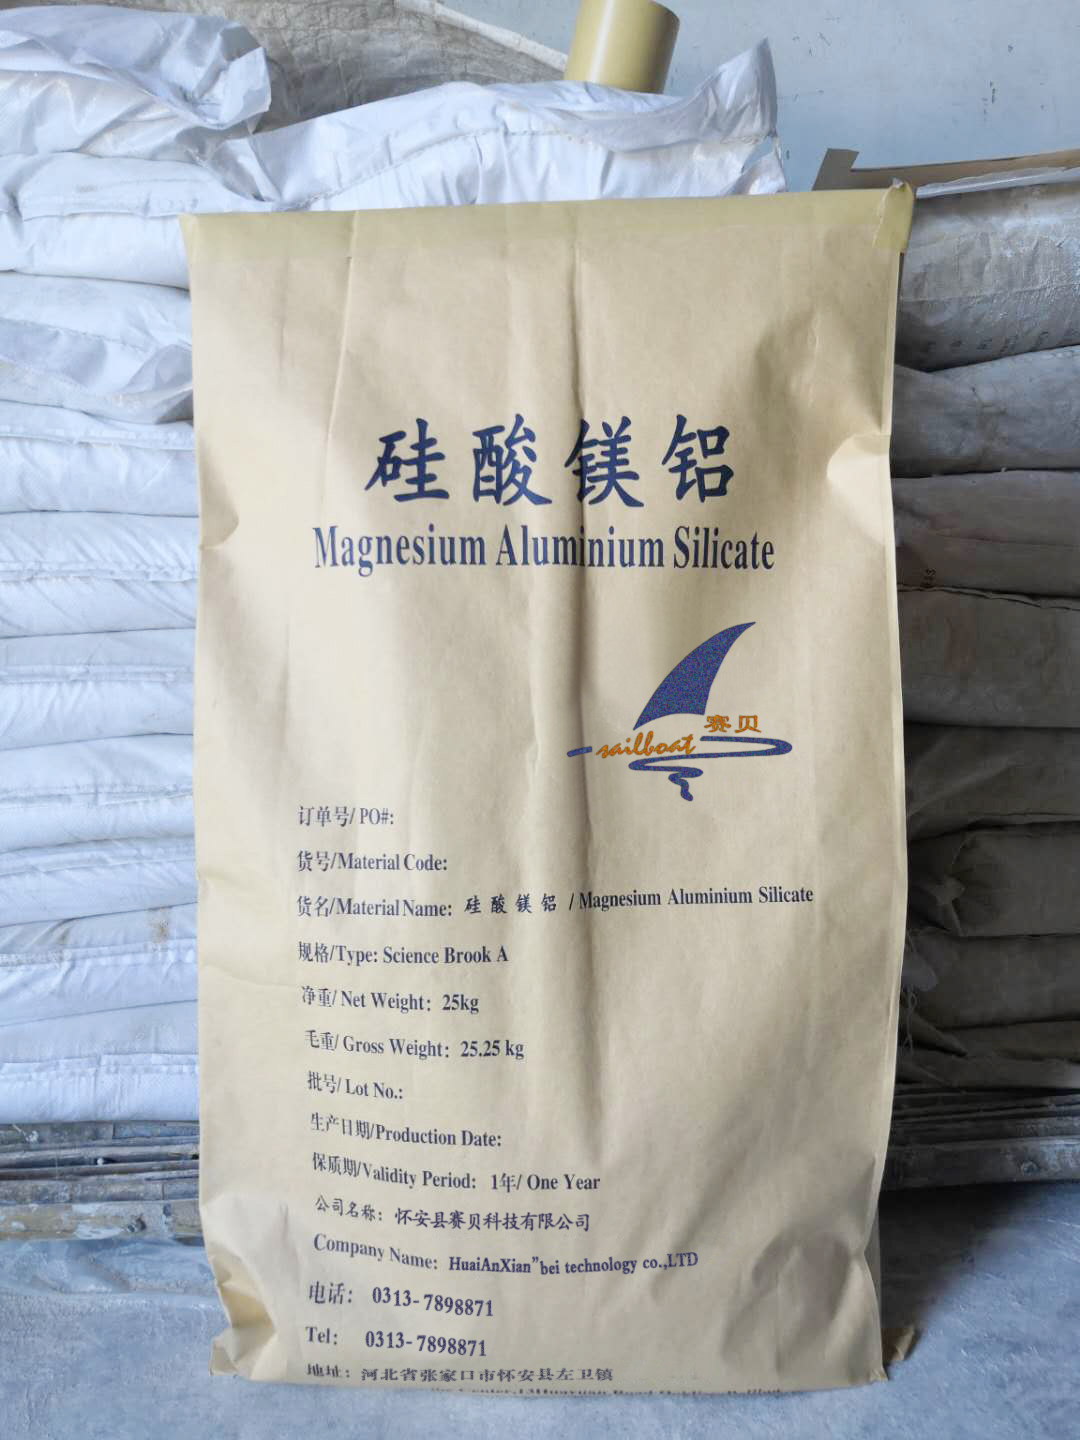 硅酸镁铝
Magnesium Aluminium Silicate
赛贝
sailboat
订单号/ PO#:
货号/Material Code:
货名/Material Name: 硅酸镁铝 / Magnesium Aluminium Silicate
规格/Type: Science Brook A
净重/ Net Weight: 25kg
毛重/ Gross Weight: 25.25 kg
批号/ Lot No.:
生产日期/Production Date:
保质期/Validity Period: 1年/ One Year
公司名称: 怀安县赛贝科技有限公司
Company Name: HuaiAnXian”bei technology co.,LTD
电话: 0313-7898871
Tel: 0313-7898871
地址: 河北省张家口市怀安县左卫镇